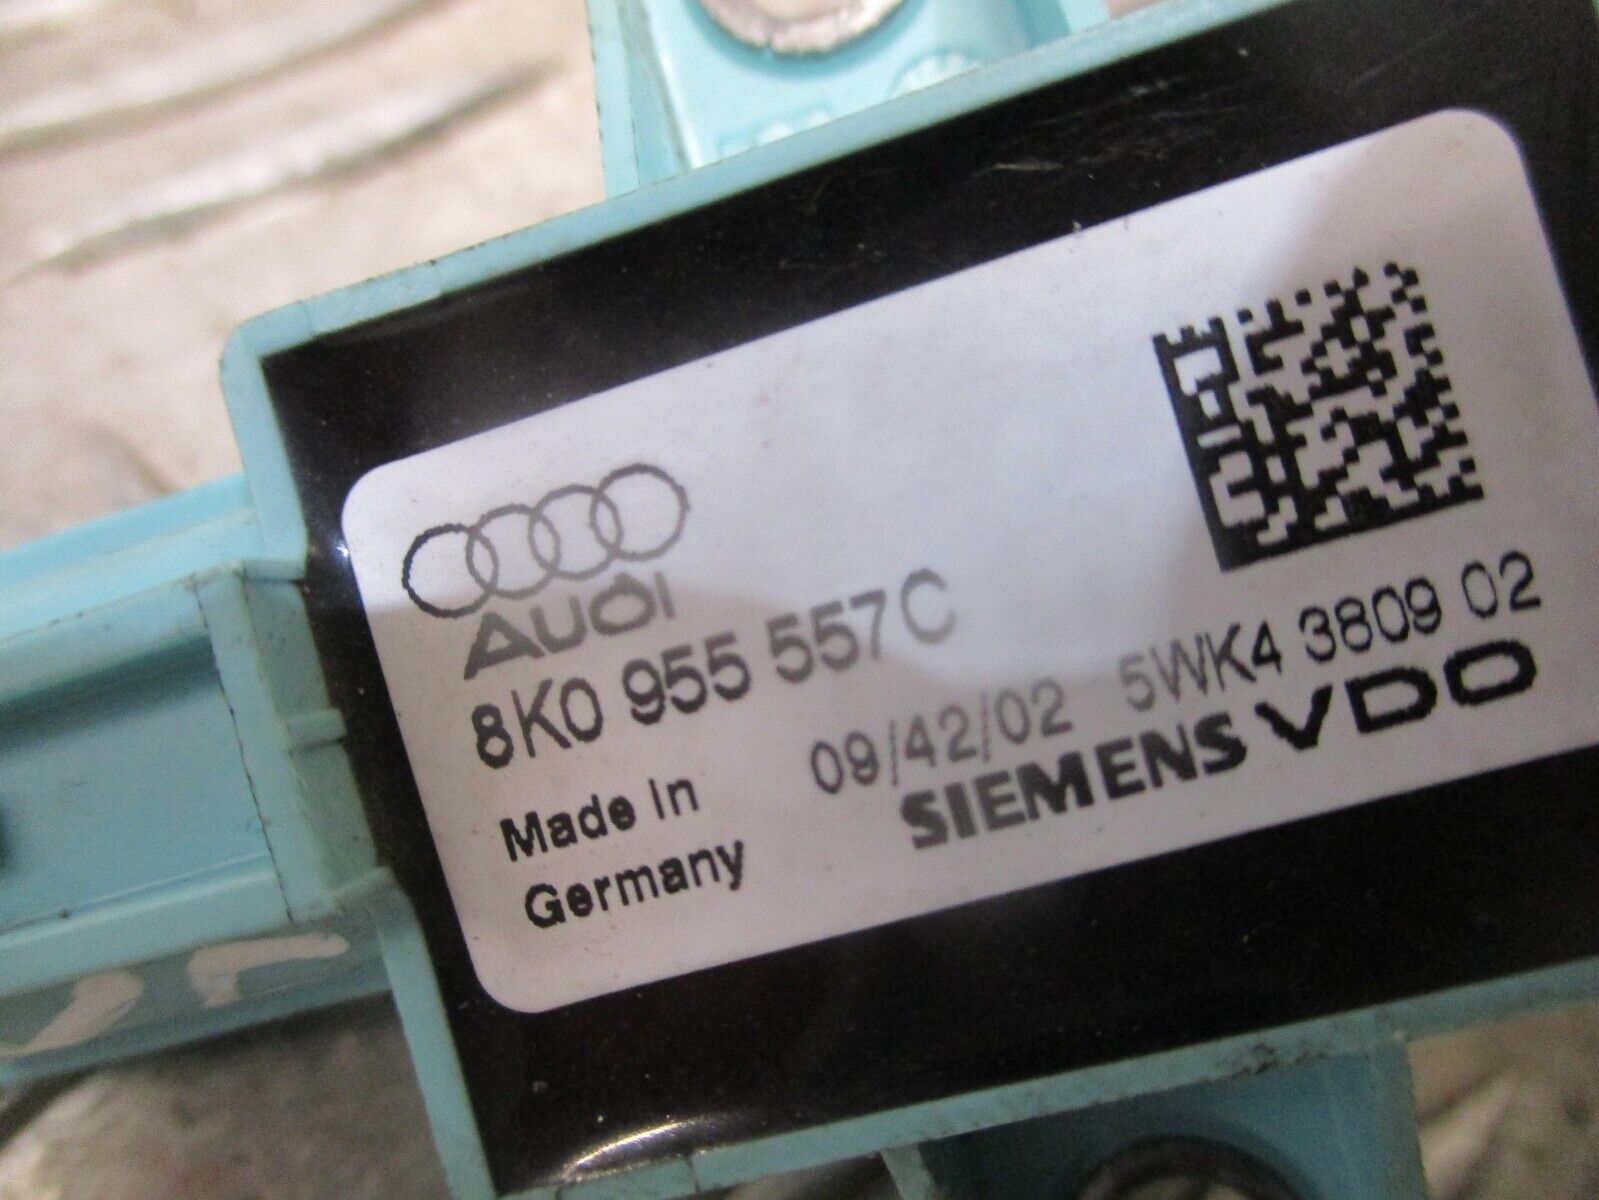 AUDI
8K0 955 557C
09/42/02 5WK4 3809 02
Made in
Germany
SIEMENS VDO